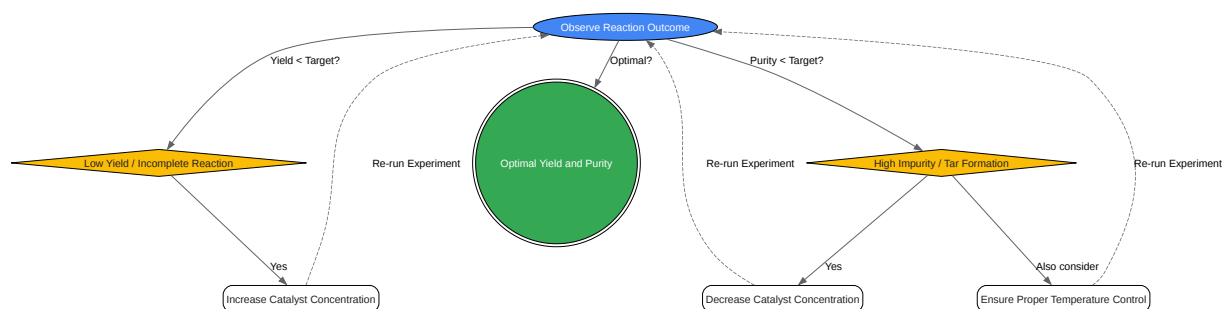 Observe Reaction Outcome
Yield < Target?
Optimal?
Purity < Target?
Low Yield / Incomplete Reaction
Re-run Experiment
Optimal Yield and Purity
Re-run Experiment
High Impurity / Tar Formation
Re-run Experiment
Yes
Yes
Also consider
Increase Catalyst Concentration
Decrease Catalyst Concentration
Ensure Proper Temperature Control